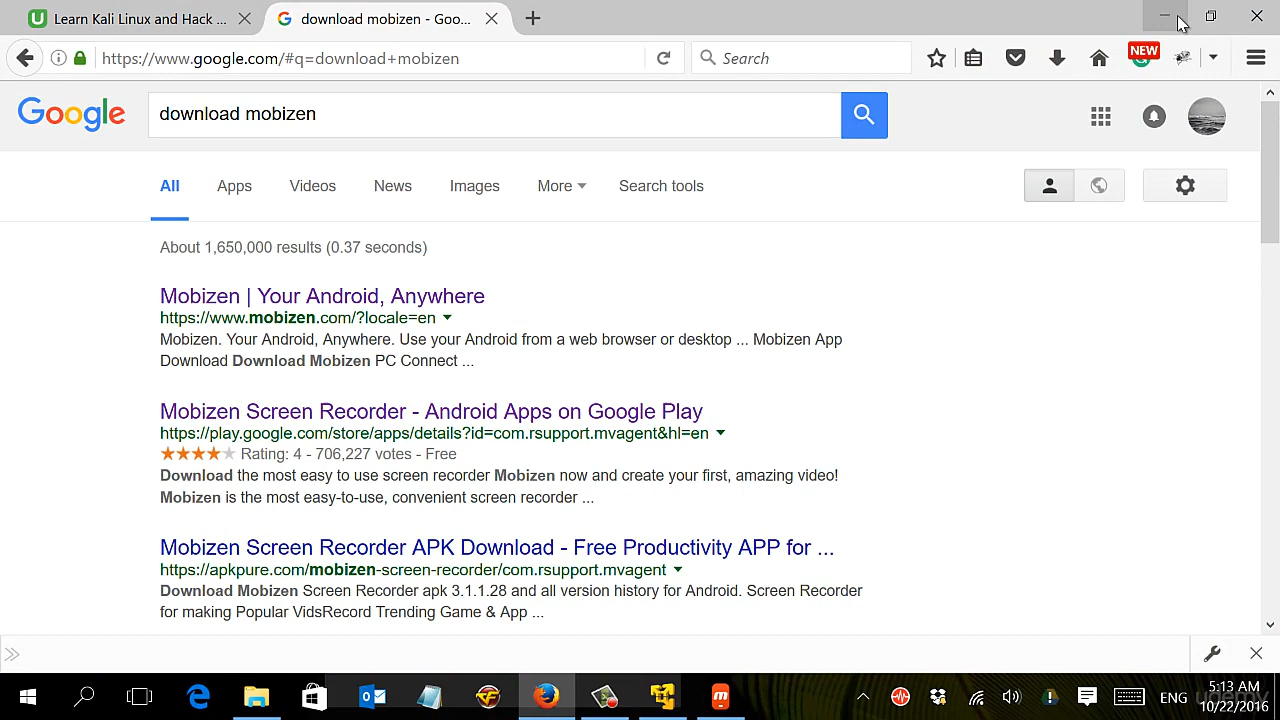 Learn Kali Linux and Hack ...
download mobizen - Goo...
https://www.google.com/#q=download+mobizen
Search
NEW
Google
download mobizen
All
Apps
Videos
News
Images
More
Search tools
About 1,650,000 results (0.37 seconds)
Mobizen | Your Android, Anywhere
https://www.mobizen.com/?locale=en
Mobizen. Your Android, Anywhere. Use your Android from a web browser or desktop ... Mobizen App
Download Download Mobizen PC Connect ...
Mobizen Screen Recorder - Android Apps on Google Play
https://play.google.com/store/apps/details?id=com.rsupport.mvagent&hl=en
Rating: 4 - 706,227 votes - Free
Download the most easy to use screen recorder Mobizen now and create your first, amazing video!
Mobizen is the most easy-to-use, convenient screen recorder ...
Mobizen Screen Recorder APK Download - Free Productivity APP for ...
https://apkpure.com/mobizen-screen-recorder/com.rsupport.mvagent
Download Mobizen Screen Recorder apk 3.1.1.28 and all version history for Android. Screen Recorder
for making Popular VidsRecord Trending Game & App ...
ENG
5:13 AM
10/22/2016
udemy